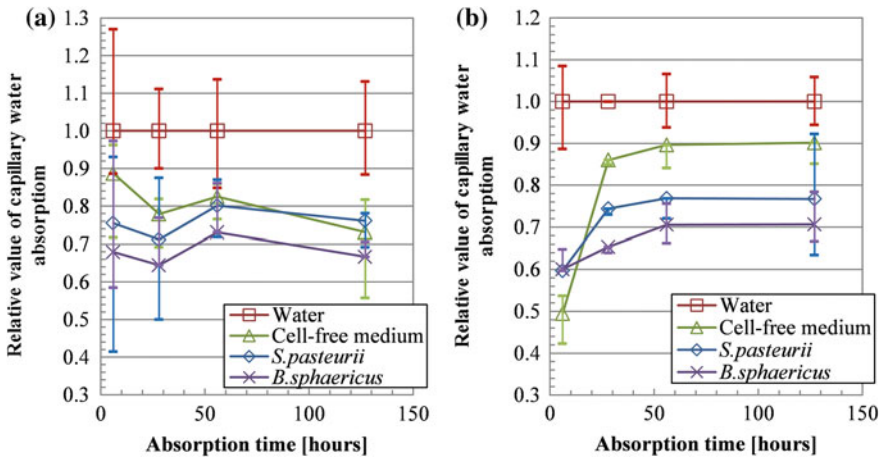 (a)
Relative value of capillary water
absorptiom
1.3
1.2
1.1
1.0
0.9
0.8
0.7
0.6
0.5
0.4
0.3
0
50
100
150
Absorption time [hours]
Water
Cell-free medium
S.pasteurii
B.sphaericus
(b)
Relative value of capillary water
absorption
1.2
1.1
1.0
0.9
0.8
0.7
0.6
0.5
0.4
0.3
0
50
100
150
Absorption time [hours]
Water
Cell-free medium
S.pasteurii
B.sphaericus